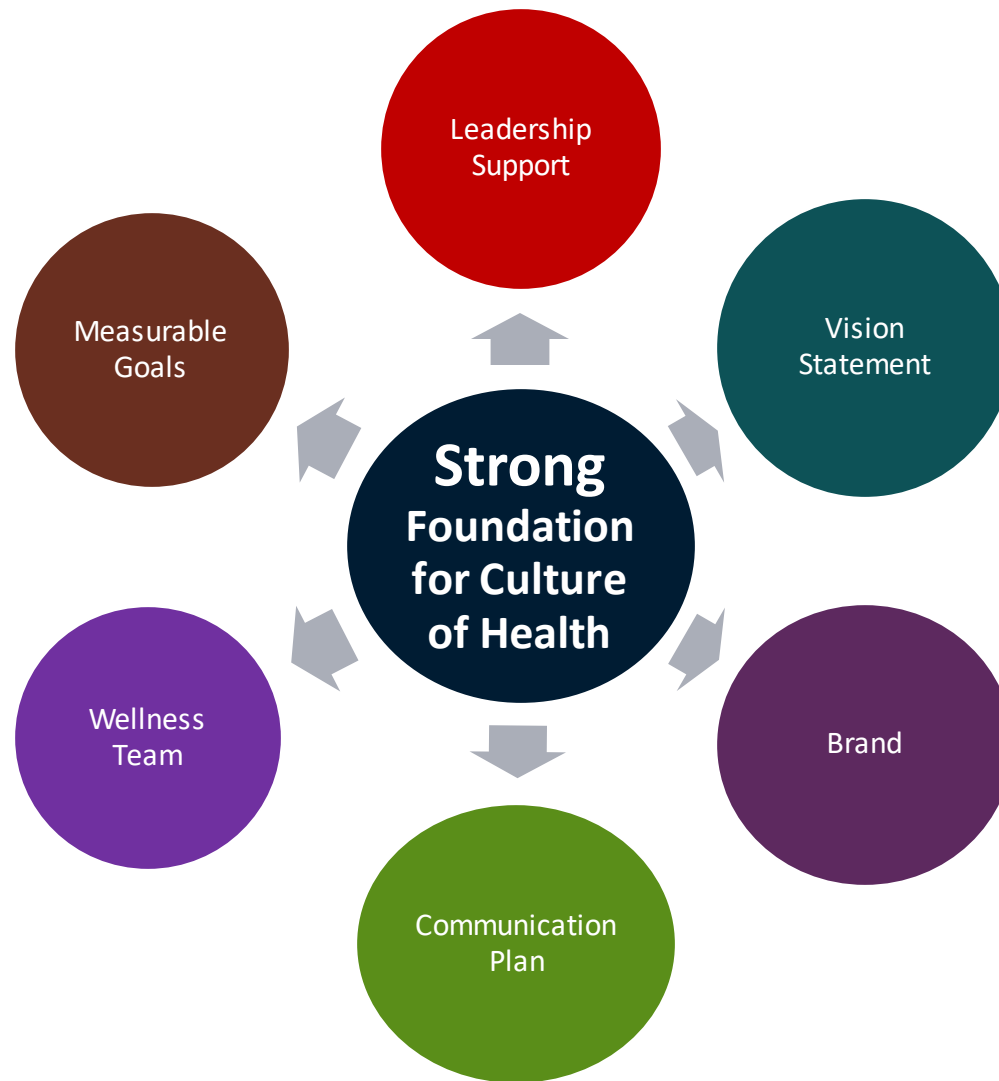 Leadership
Support
Vision
Statement
Brand
Communication
Plan
Wellness
Team
Measurable
Goals
Strong
Foundation
for Culture
of Health